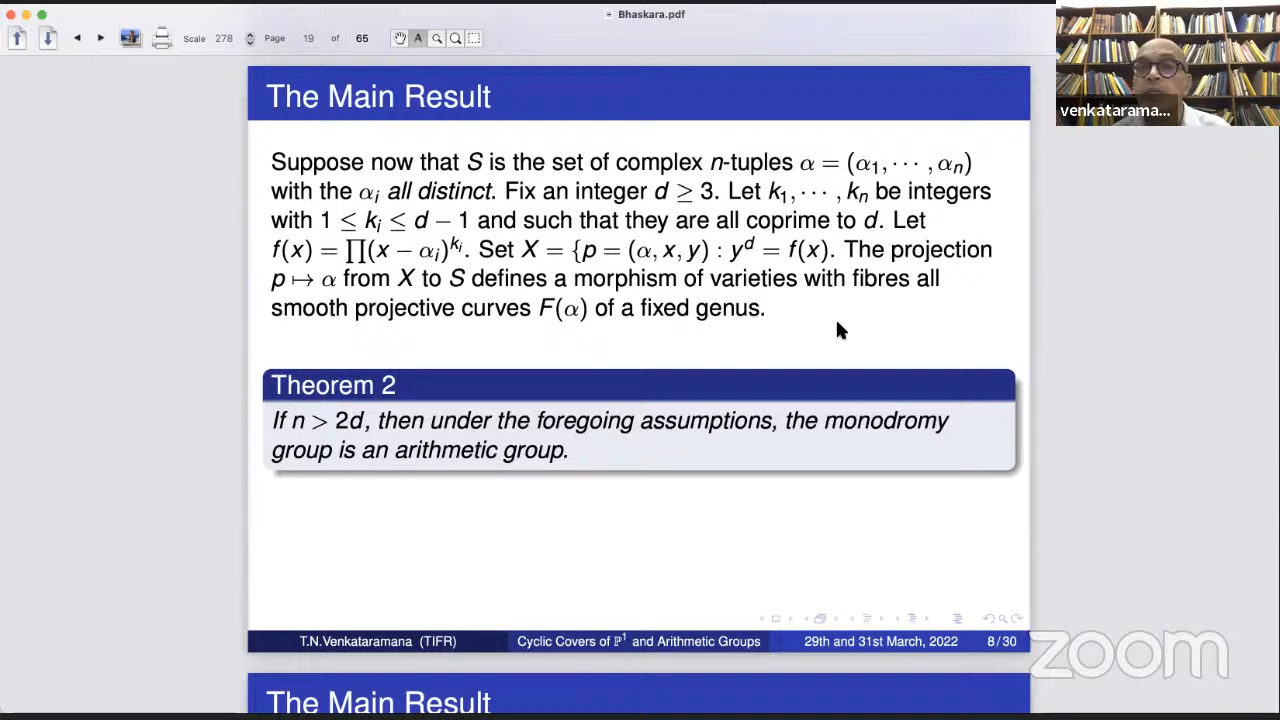 Bhaskara.pdf
Scale 278 Page 19 of 65
venkatarama...
The Main Result
Suppose now that S is the set of complex n-tuples α = (α₁, ⋯ , αₙ)
with the αᵢ all distinct. Fix an integer d ≥ 3. Let k₁, ⋯ , kₙ be integers
with 1 ≤ kᵢ ≤ d − 1 and such that they are all coprime to d. Let
f(x) = ∏(x − αᵢ)^kᵢ. Set X = {p = (α, x, y) : y^d = f(x). The projection
p ↦ α from X to S defines a morphism of varieties with fibres all
smooth projective curves F(α) of a fixed genus.
Theorem 2
If n > 2d, then under the foregoing assumptions, the monodromy
group is an arithmetic group.
T.N.Venkataramana (TIFR) Cyclic Covers of ℙ¹ and Arithmetic Groups 29th and 31st March, 2022 8 / 30
zoom
The Main Result